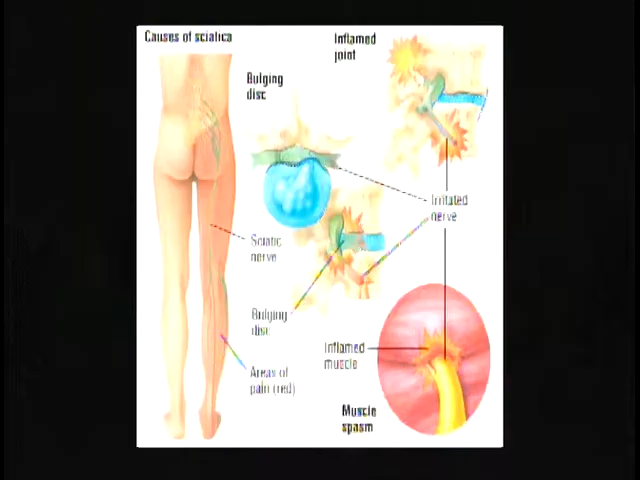 Causes of sciatica
Inflamed
joint
Bulging
disc
Irritated
nerve
Sciatic
nerve
Bulging
disc
Inflamed
muscle
Areas of
pain (red)
Muscle
spasm